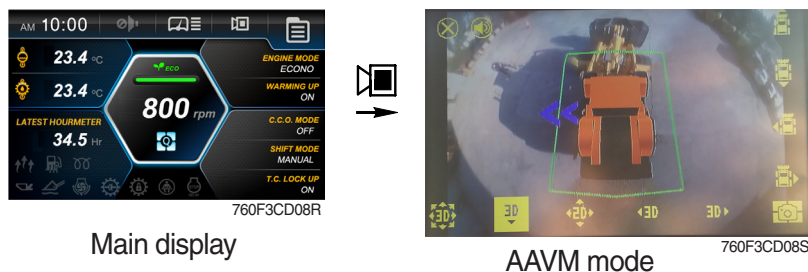 AM 10:00
23.4 °C
ECO
ENGINE MODE
ECONO
23.4 °C
800 rpm
WARMING UP
ON
LATEST HOURMETER
34.5 Hr
C.C.O. MODE
OFF
SHIFT MODE
MANUAL
T.C. LOCK UP
ON
760F3CD08R
Main display
3D
3D
2D
3D
3D
760F3CD08S
AAVM mode